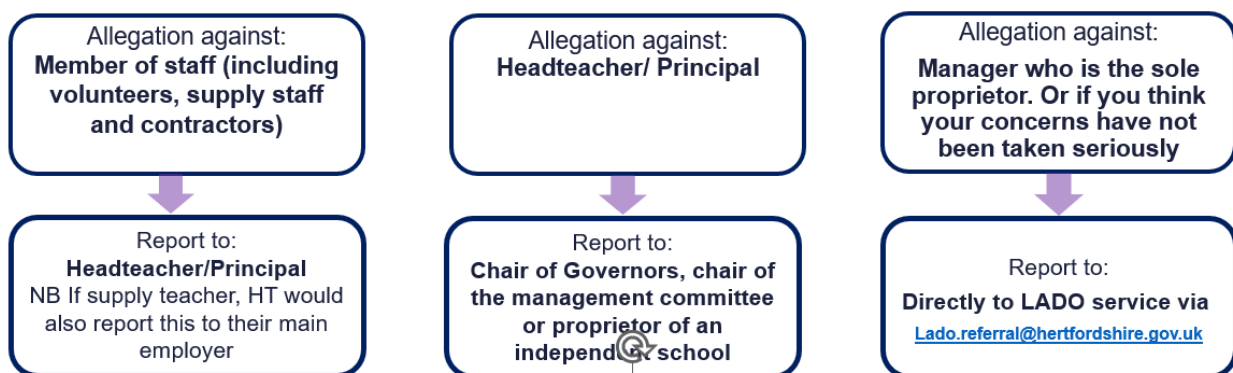 Allegation against:
Member of staff (including
volunteers, supply staff
and contractors)
Allegation against:
Headteacher/ Principal
Allegation against:
Manager who is the sole
proprietor. Or if you think
your concerns have not
been taken seriously
Report to:
Headteacher/Principal
NB If supply teacher, HT would
also report this to their main
employer
Report to:
Chair of Governors, chair of
the management committee
or proprietor of an
independent school
Report to:
Directly to LADO service via
Lado.referral@hertfordshire.gov.uk